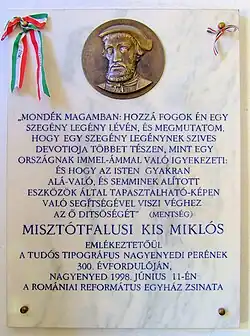 „MONDÉK MAGAMBAN: HOZZÁ FOGOK ÉN EGY
SZEGÉNY LEGÉNY LÉVÉN, ÉS MEGMUTATOM,
HOGY EGY SZEGÉNY LEGÉNYNEK SZIVES
DEVOTIOJA TÖBBET TÉSZEN, MINT EGY
ORSZÁGNAK IMMEL-ÁMMAL VALÓ IGYEKEZETI:
ÉS HOGY AZ ISTEN GYAKRAN
ALÁ-VALÓ, ÉS SEMMINEK ALÍTOTT
ESZKÖZÖK ÁLTAL TAPASZTALHATÓ-KÉPEN
VALÓ SEGÍTSÉGÉVEL VISZI VÉGHEZ
AZ Ő DITSŐSÉGÉT” (MENTSÉG)
MISZTÓTFALUSI KIS MIKLÓS
EMLÉKEZTETŐÜL
A TUDÓS TIPOGRÁFUS NAGYENYEDI PERÉNEK
300. ÉVFORDULÓJÁN,
NAGYENYED 1998. JÚNIUS 11-ÉN
A ROMÁNIAI REFORMÁTUS EGYHÁZ ZSINATA